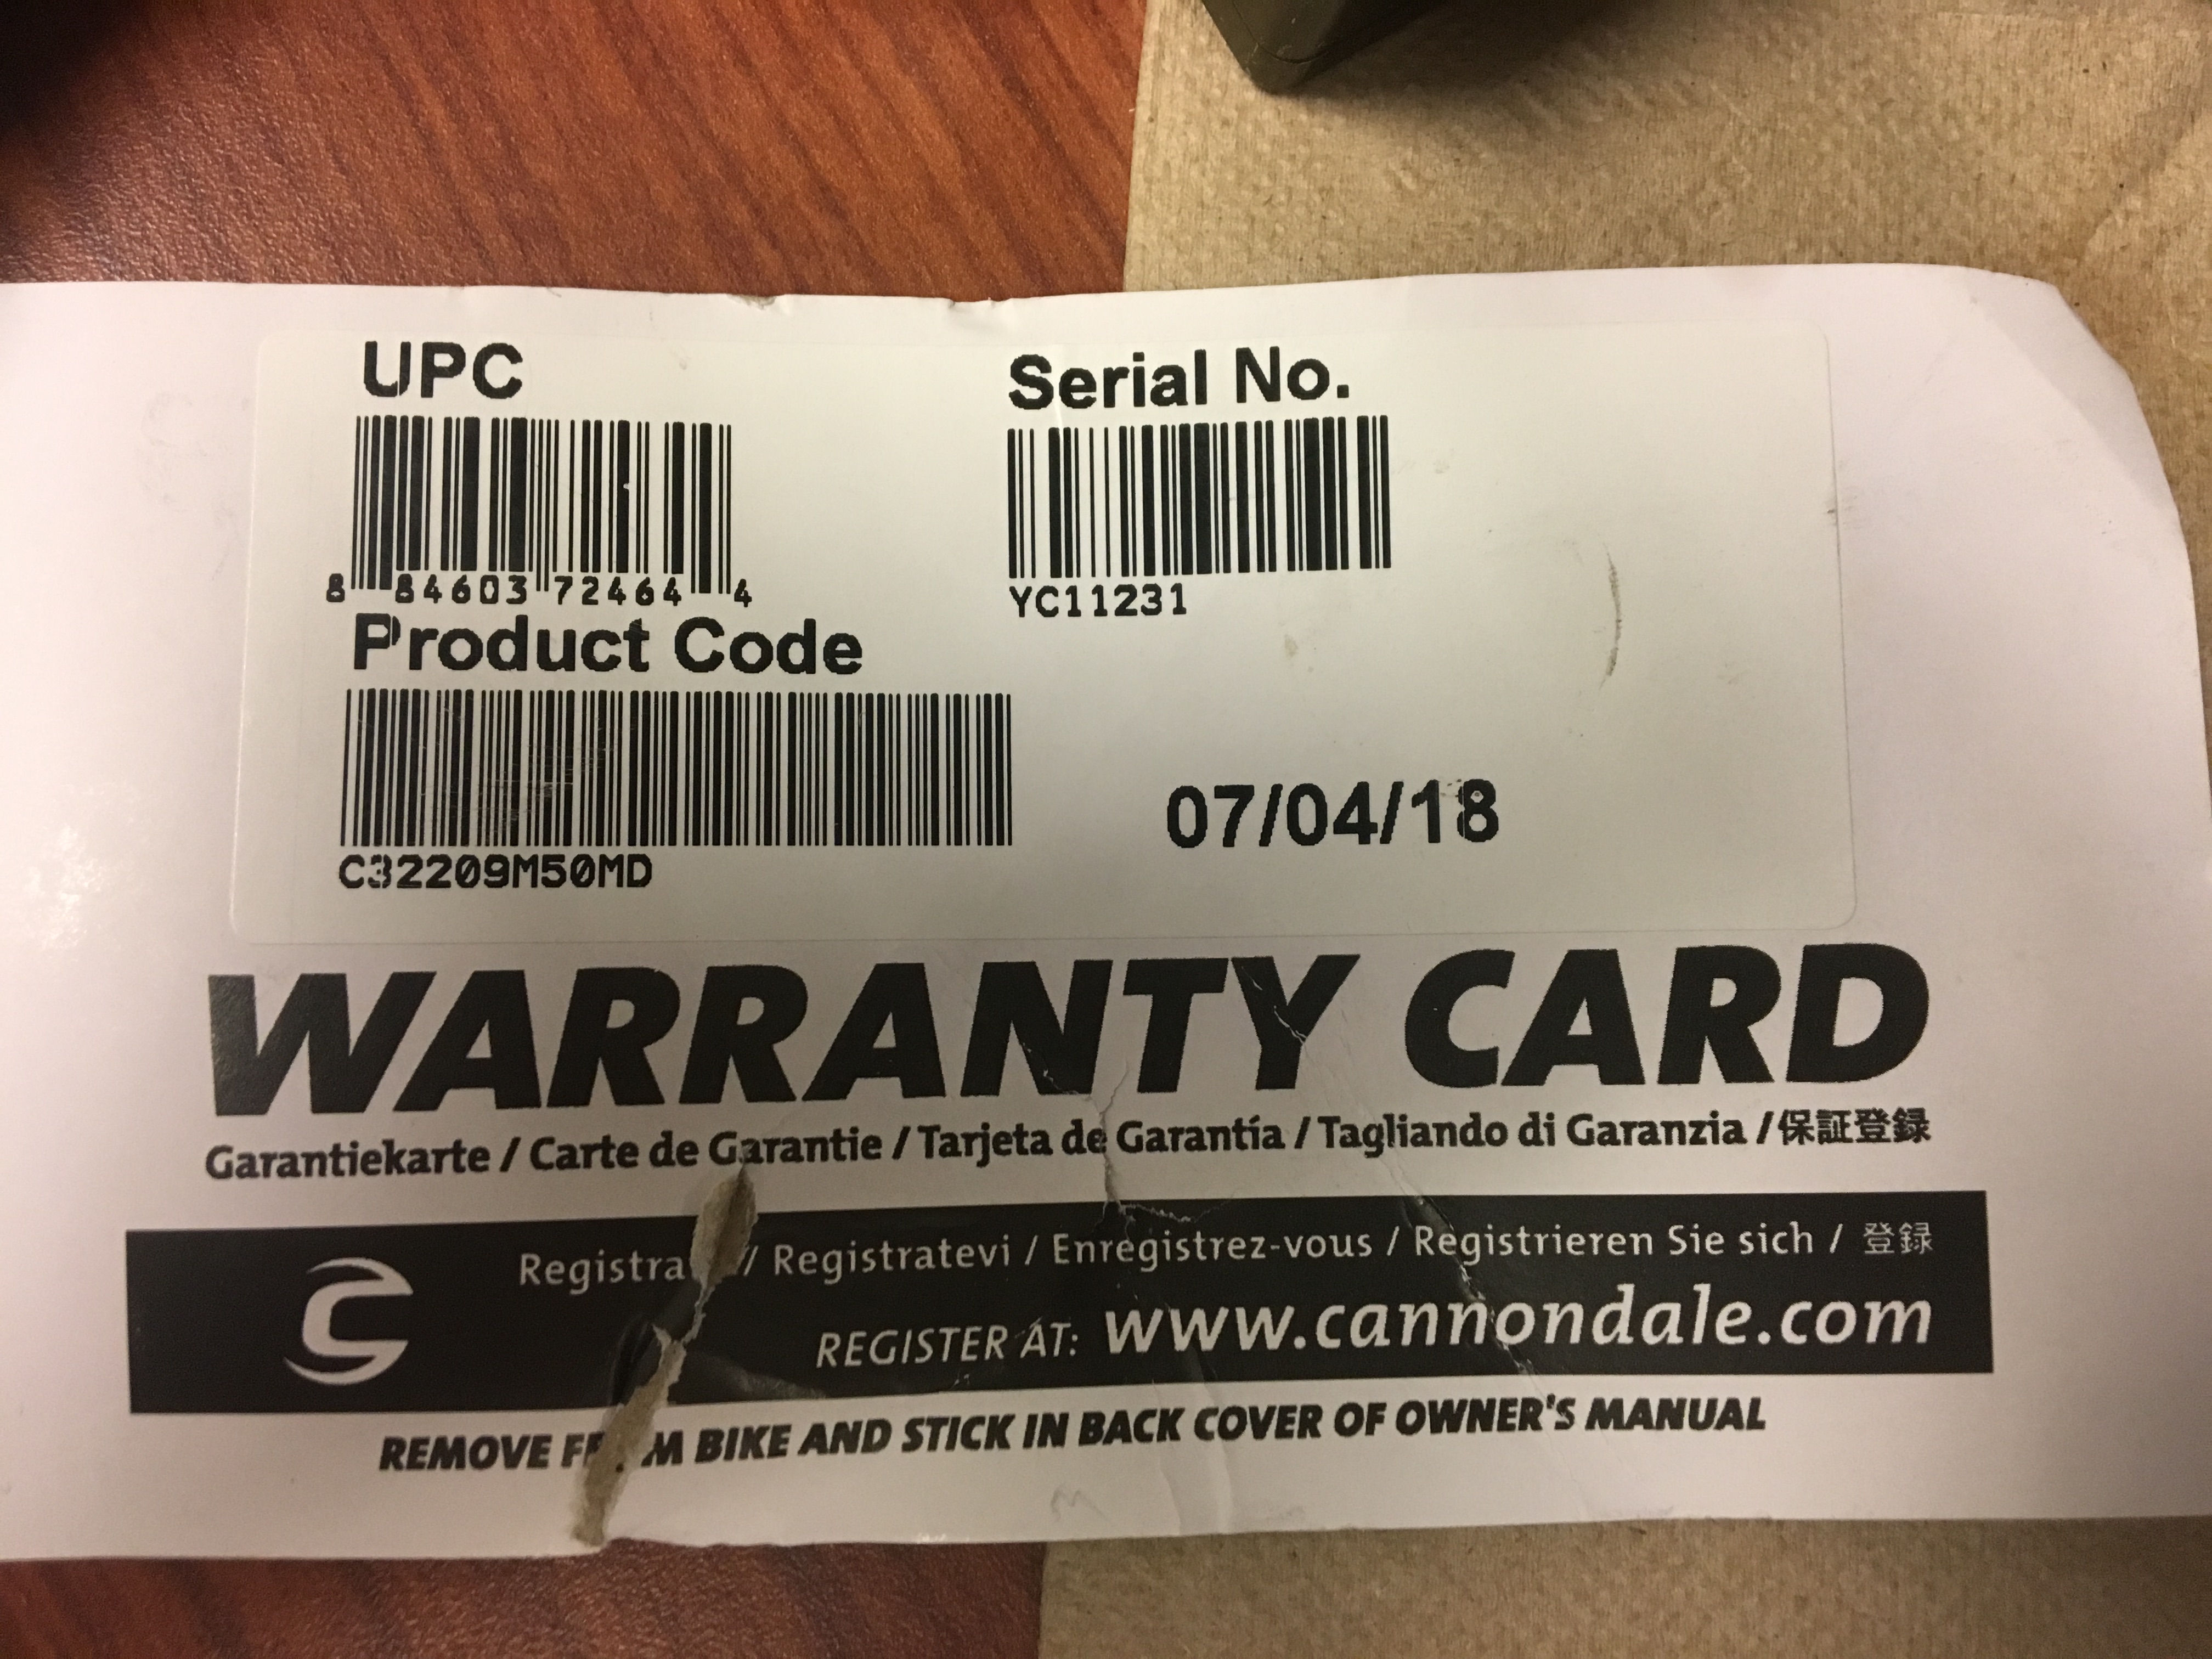 UPC
Serial No.
8 84603 72464 4
YC11231
Product Code
C32209M50MD
07/04/18
WARRANTY CARD
Garantiekarte / Carte de Garantie / Tarjeta de Garantía / Tagliando di Garanzia / 保証登録
/ Registratevi / Enregistrez-vous / Registrieren Sie sich / 登録
REGISTER AT: www.cannondale.com
REMOVE BIKE AND STICK IN BACK COVER OF OWNER'S MANUAL